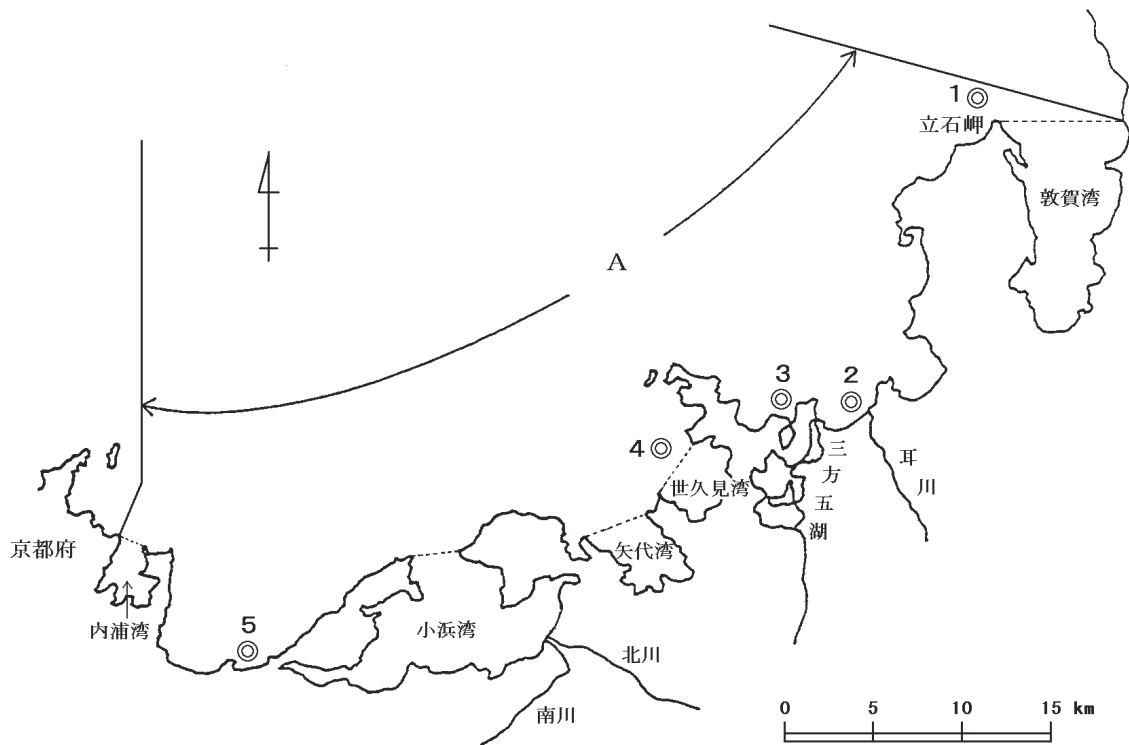 1
立石岬
敦賀湾
A
3
2
4
世久見湾
三方五湖
耳川
京都府
矢代湾
内浦湾
5
小浜湾
北川
南川
0 5 10 15 km